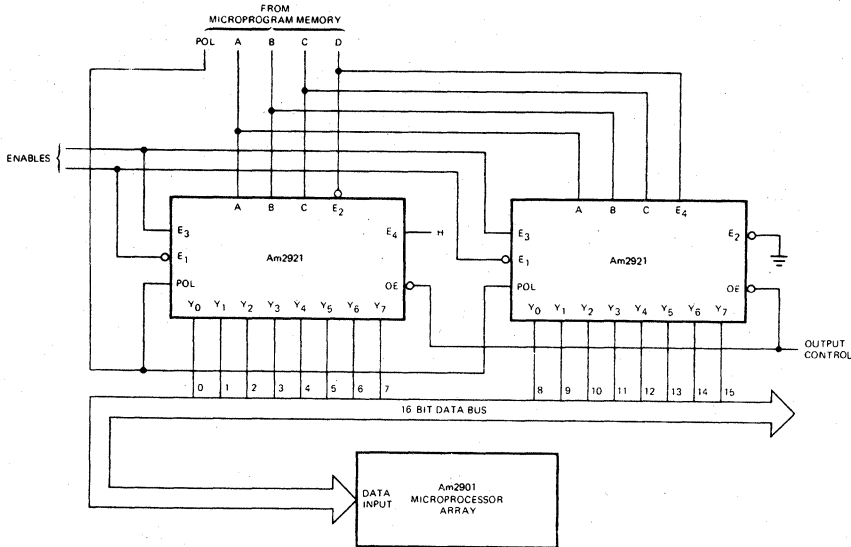 FROM
MICROPROGRAM MEMORY
POL A B C D
ENABLES
A B C E2
E3 E4 H
E1 Am2921
POL OE
Y0 Y1 Y2 Y3 Y4 Y5 Y6 Y7
A B C E4
E3 E2
E1 Am2921
POL OE
Y0 Y1 Y2 Y3 Y4 Y5 Y6 Y7
OUTPUT
CONTROL
0 1 2 3 4 5 6 7 8 9 10 11 12 13 14 15
16 BIT DATA BUS
DATA
INPUT
Am2901
MICROPROCESSOR
ARRAY